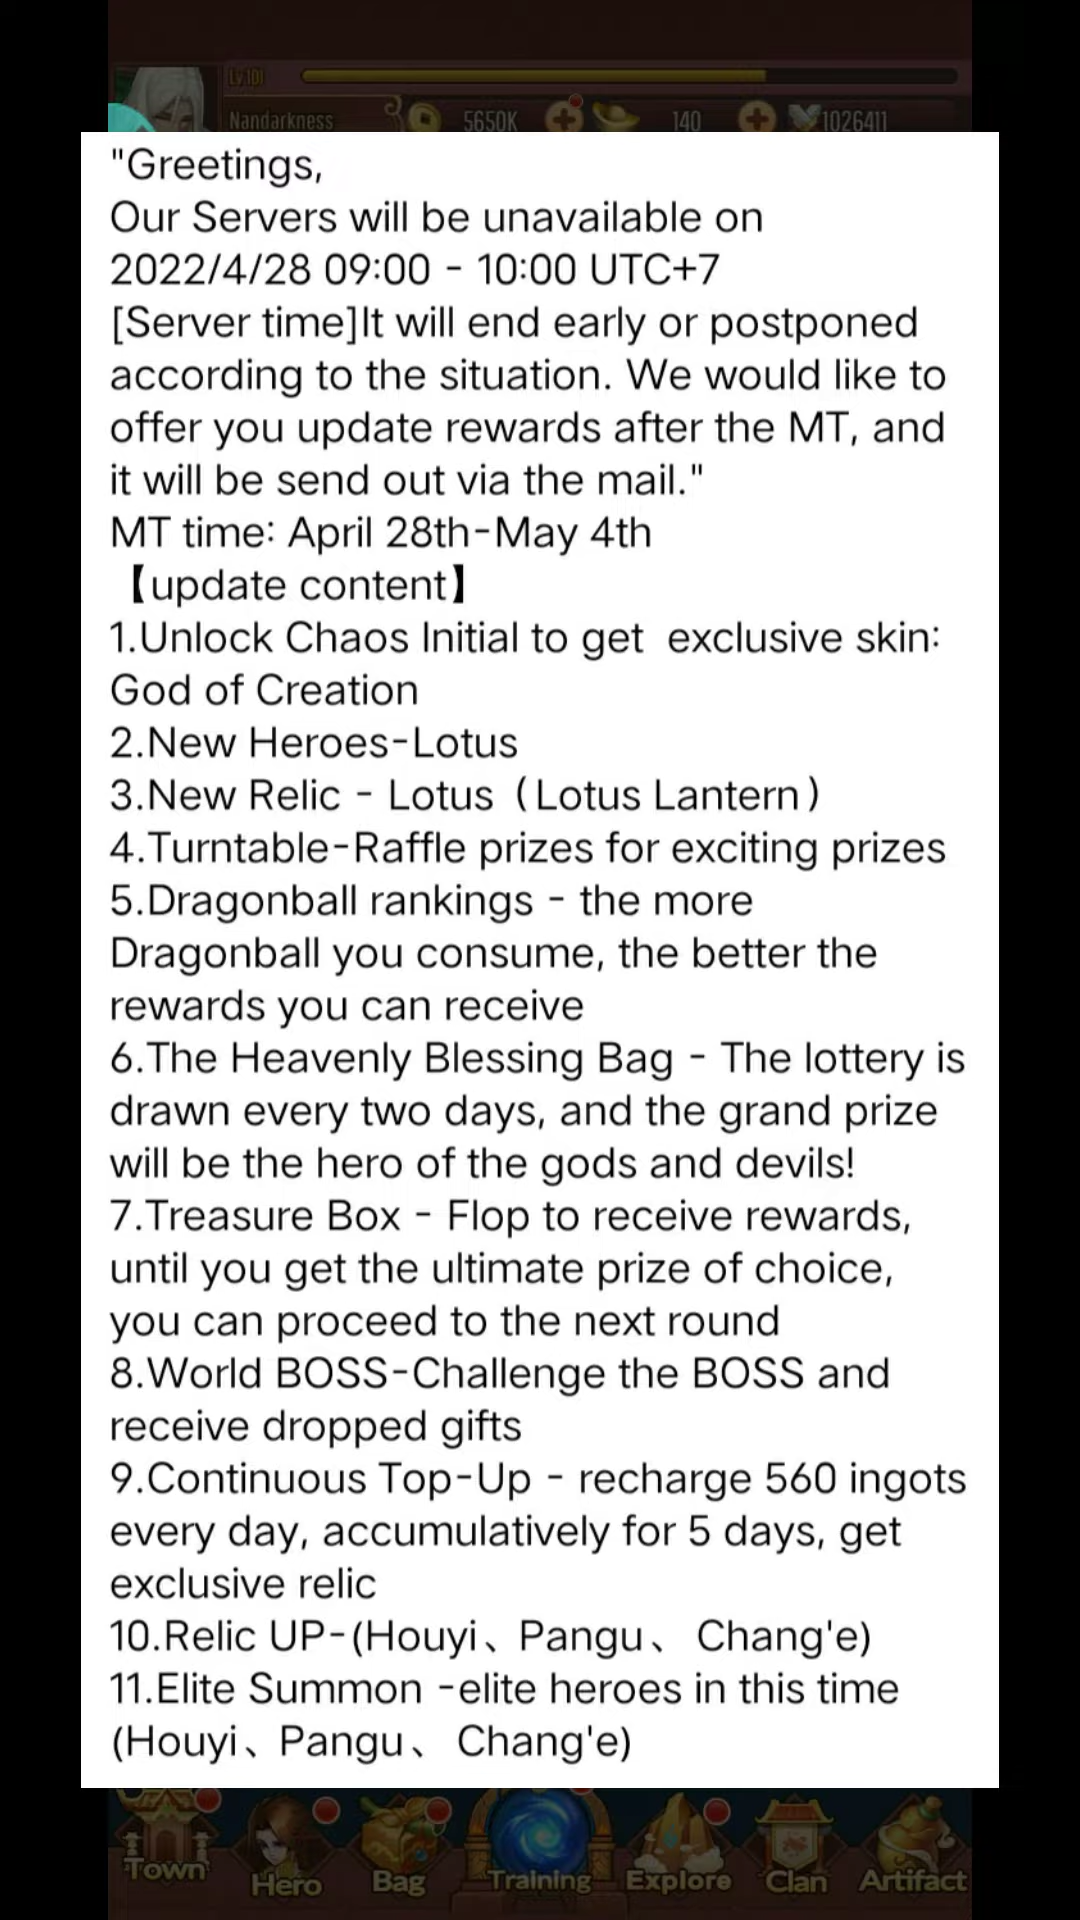 Lv101
Nandarkness 5650K 140 1026411
"Greetings,
Our Servers will be unavailable on
2022/4/28 09:00 - 10:00 UTC+7
[Server time]It will end early or postponed
according to the situation. We would like to
offer you update rewards after the MT, and
it will be send out via the mail."
MT time: April 28th-May 4th
【update content】
1.Unlock Chaos Initial to get  exclusive skin:
God of Creation
2.New Heroes-Lotus
3.New Relic - Lotus（Lotus Lantern）
4.Turntable-Raffle prizes for exciting prizes
5.Dragonball rankings - the more
Dragonball you consume, the better the
rewards you can receive
6.The Heavenly Blessing Bag - The lottery is
drawn every two days, and the grand prize
will be the hero of the gods and devils!
7.Treasure Box - Flop to receive rewards,
until you get the ultimate prize of choice,
you can proceed to the next round
8.World BOSS-Challenge the BOSS and
receive dropped gifts
9.Continuous Top-Up - recharge 560 ingots
every day, accumulatively for 5 days, get
exclusive relic
10.Relic UP-(Houyi、Pangu、 Chang'e)
11.Elite Summon -elite heroes in this time
(Houyi、Pangu、 Chang'e)
Town Hero Bag Training Explore Clan Artifact